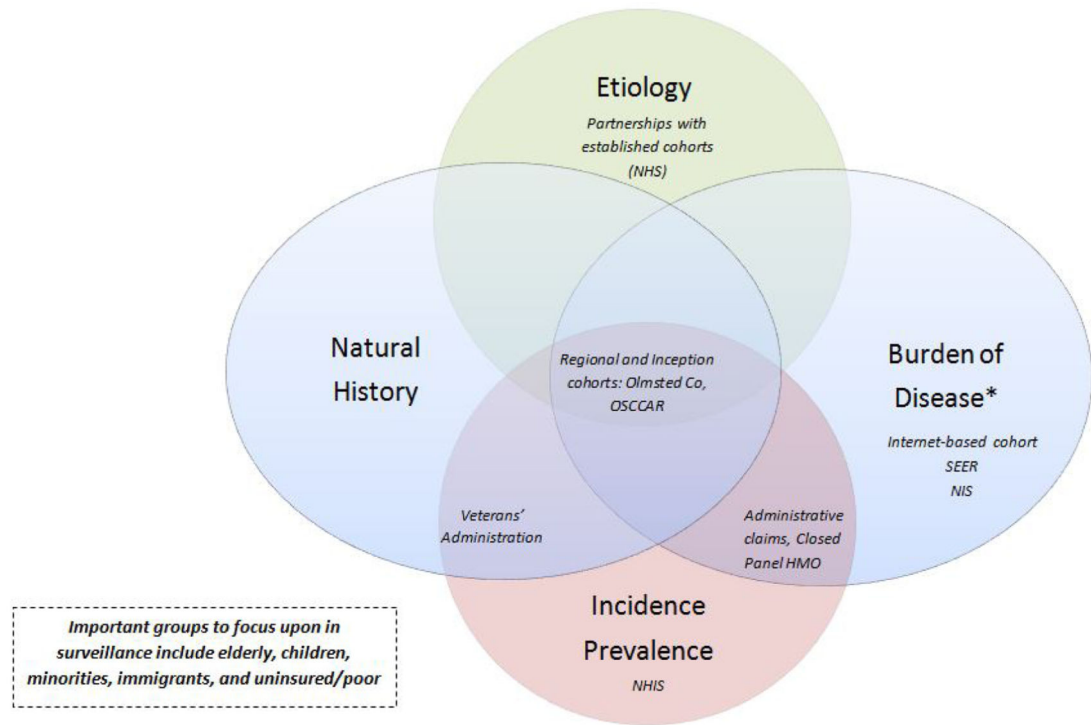 Etiology
Partnerships with
established cohorts
(NHS)
Natural
History
Regional and Inception
cohorts: Olmsted Co,
OSCCAR
Burden of
Disease*
Internet-based cohort
SEER
NIS
Veterans'
Administration
Administrative
claims, Closed
Panel HMO
Incidence
Prevalence
NHIS
Important groups to focus upon in
surveillance include elderly, children,
minorities, immigrants, and uninsured/poor